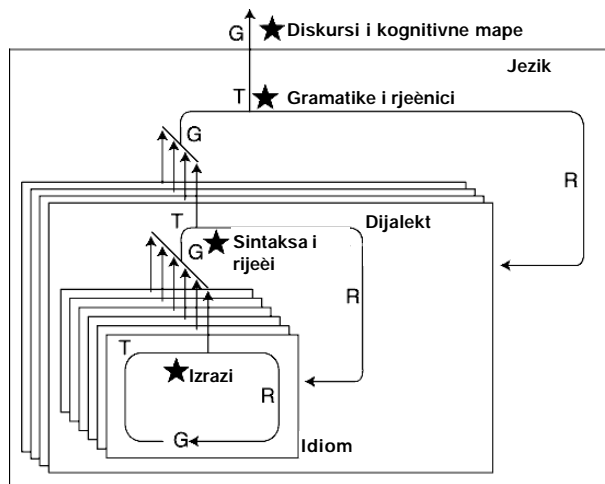 G
Diskursi i kognitivne mape
Jezik
T
Gramatike i rjeènici
G
R
T
Dijalekt
G
Sintaksa i
rijeèi
R
T
Izrazi
R
G
Idiom